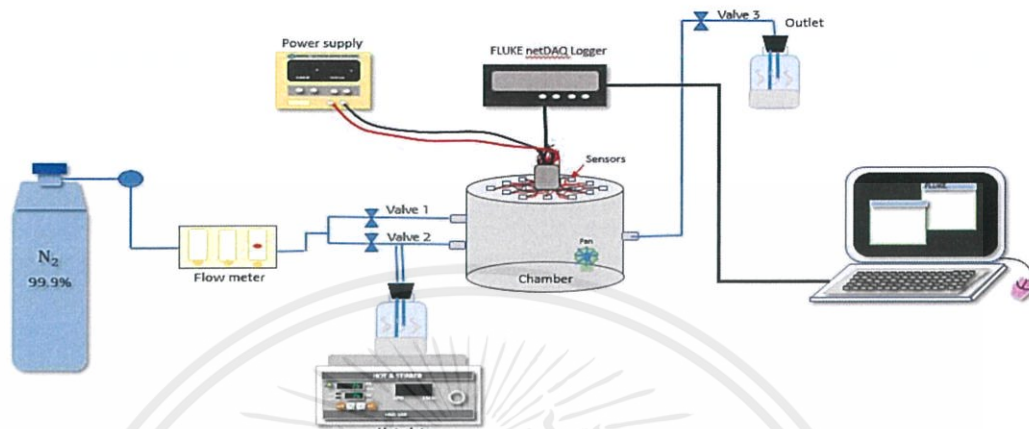 Valve 3
Outlet
Power supply
FLUKE netDAQ Logger
Sensors
Valve 1
Valve 2
Fan
Chamber
N₂
99.9%
Flow meter
FLUKE
HOT & STIRRER